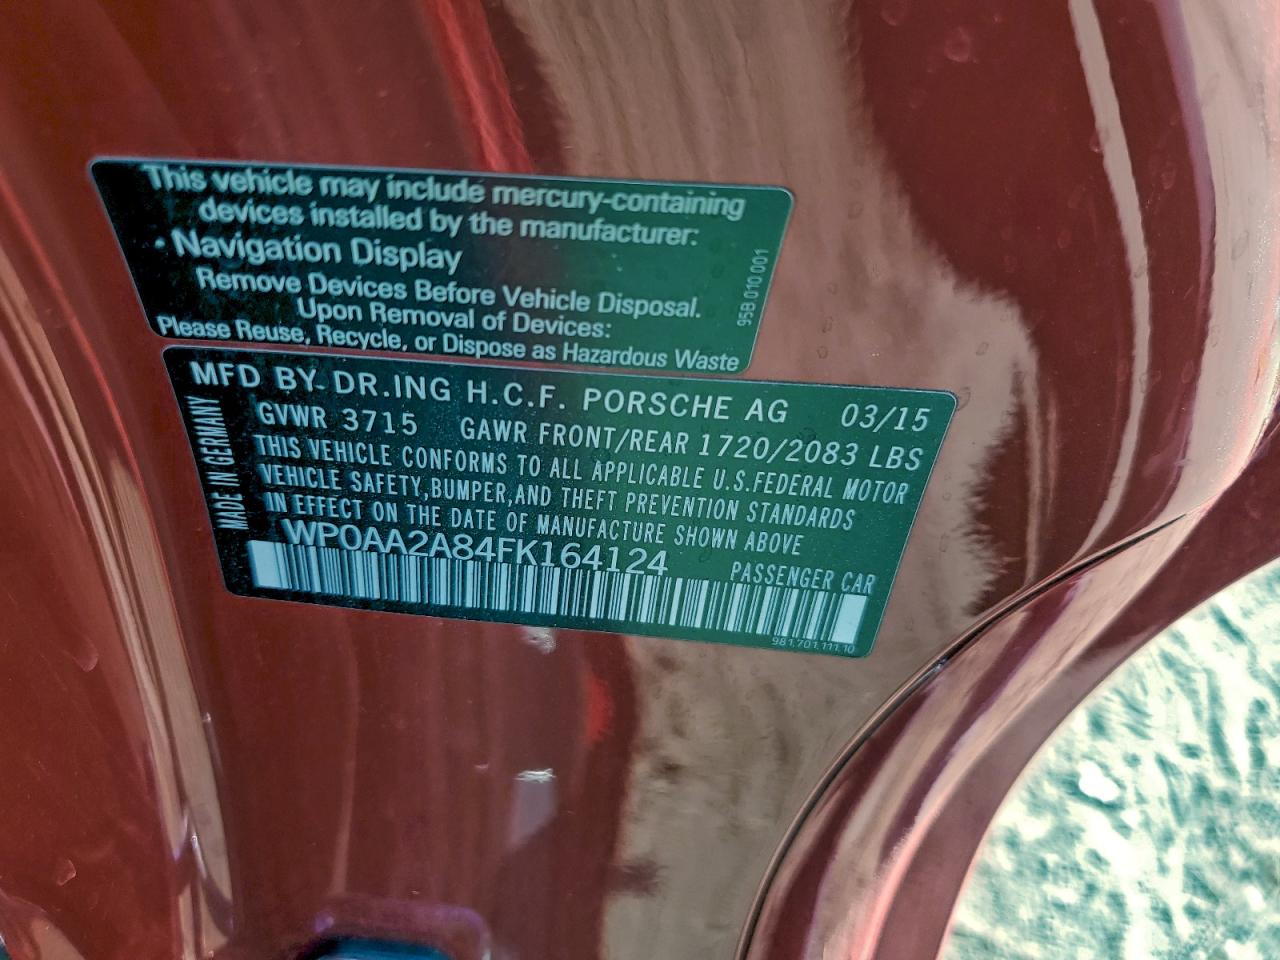 This vehicle may include mercury-containing
devices installed by the manufacturer:
• Navigation Display
Remove Devices Before Vehicle Disposal.
Upon Removal of Devices:
Please Reuse, Recycle, or Dispose as Hazardous Waste
95B 010 001
MFD BY DR.ING H.C.F. PORSCHE AG 03/15
GVWR 3715 GAWR FRONT/REAR 1720/2083 LBS
THIS VEHICLE CONFORMS TO ALL APPLICABLE U.S.FEDERAL MOTOR
VEHICLE SAFETY,BUMPER,AND THEFT PREVENTION STANDARDS
IN EFFECT ON THE DATE OF MANUFACTURE SHOWN ABOVE
WP0AA2A84FK164124 PASSENGER CAR
MADE IN GERMANY
981.701.111.10